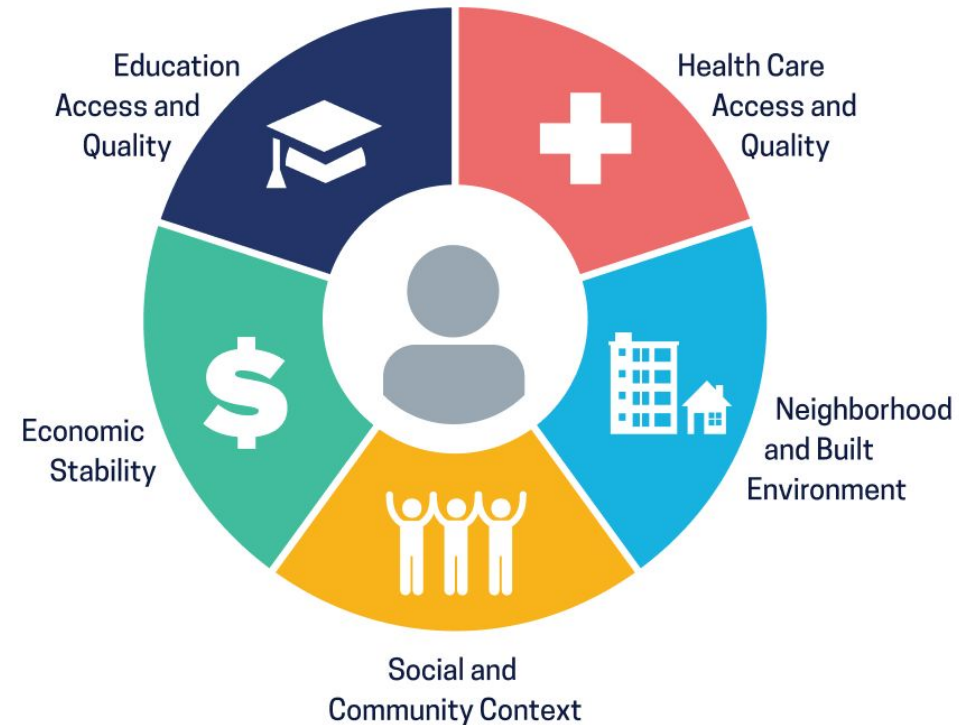 Education
Access and
Quality
Health Care
Access and
Quality
Economic
Stability
Neighborhood
and Built
Environment
Social and
Community Context